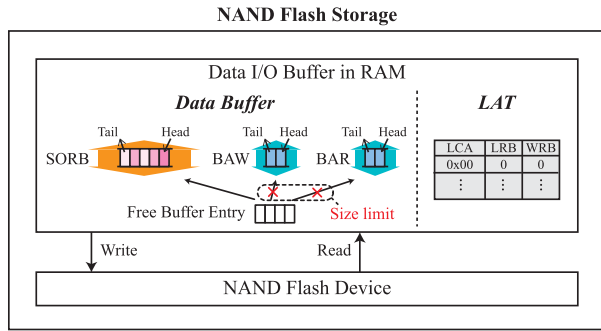 NAND Flash Storage
Data I/O Buffer in RAM
Data Buffer
LAT
Tail Head
Tail Head
Tail Head
SORB
BAW
BAR
LCA LRB WRB
0x00 0 0
⋮ ⋮ ⋮
Free Buffer Entry
Size limit
Write
Read
NAND Flash Device